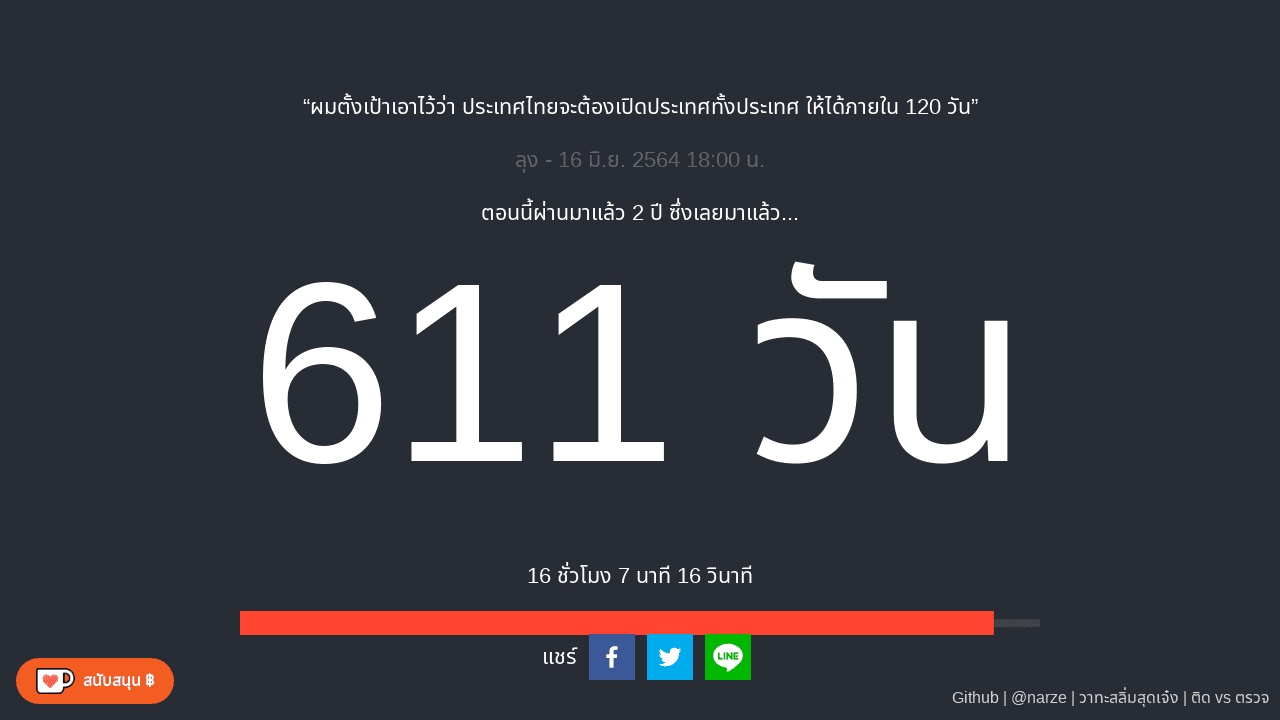 “ผมตั้งเป้าเอาไว้ว่า ประเทศไทยจะต้องเปิดประเทศทั้งประเทศ ให้ได้ภายใน 120 วัน”
ลุง - 16 มิ.ย. 2564 18:00 น.
ตอนนี้ผ่านมาแล้ว 2 ปี ซึ่งเลยมาแล้ว...
611 วัน
16 ชั่วโมง 7 นาที 16 วินาที
แชร์
LINE
สนับสนุน ฿
Github | @narze | วาทะสลิ่มสุดเจ๋ง | ติด vs ตรวจ